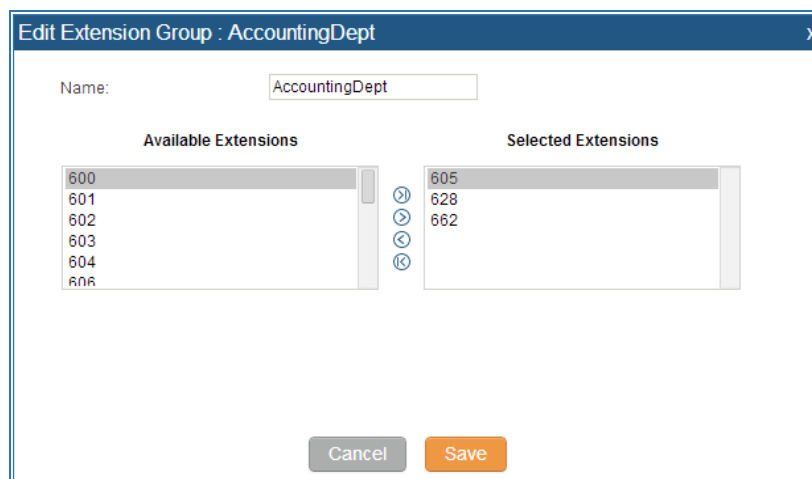 Edit Extension Group : AccountingDept x
Name: AccountingDept
Available Extensions Selected Extensions
600 605
601 628
602 662
603
604
606
Cancel Save